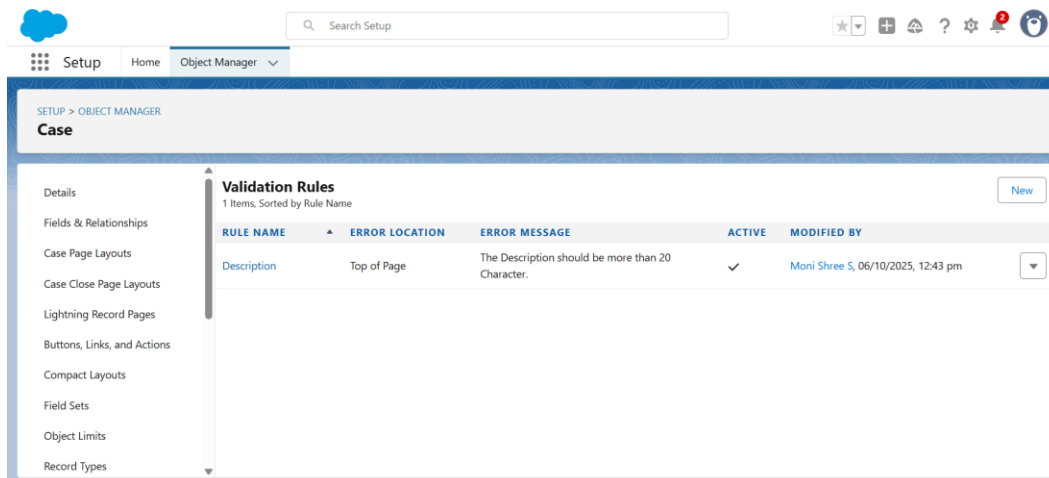 Search Setup
2
Setup
Home
Object Manager
SETUP > OBJECT MANAGER
Case
Details
Fields & Relationships
Case Page Layouts
Case Close Page Layouts
Lightning Record Pages
Buttons, Links, and Actions
Compact Layouts
Field Sets
Object Limits
Record Types
Validation Rules
1 Items, Sorted by Rule Name
New
RULE NAME ERROR LOCATION ERROR MESSAGE ACTIVE MODIFIED BY
Description Top of Page The Description should be more than 20 Moni Shree S, 06/10/2025, 12:43 pm
Character.